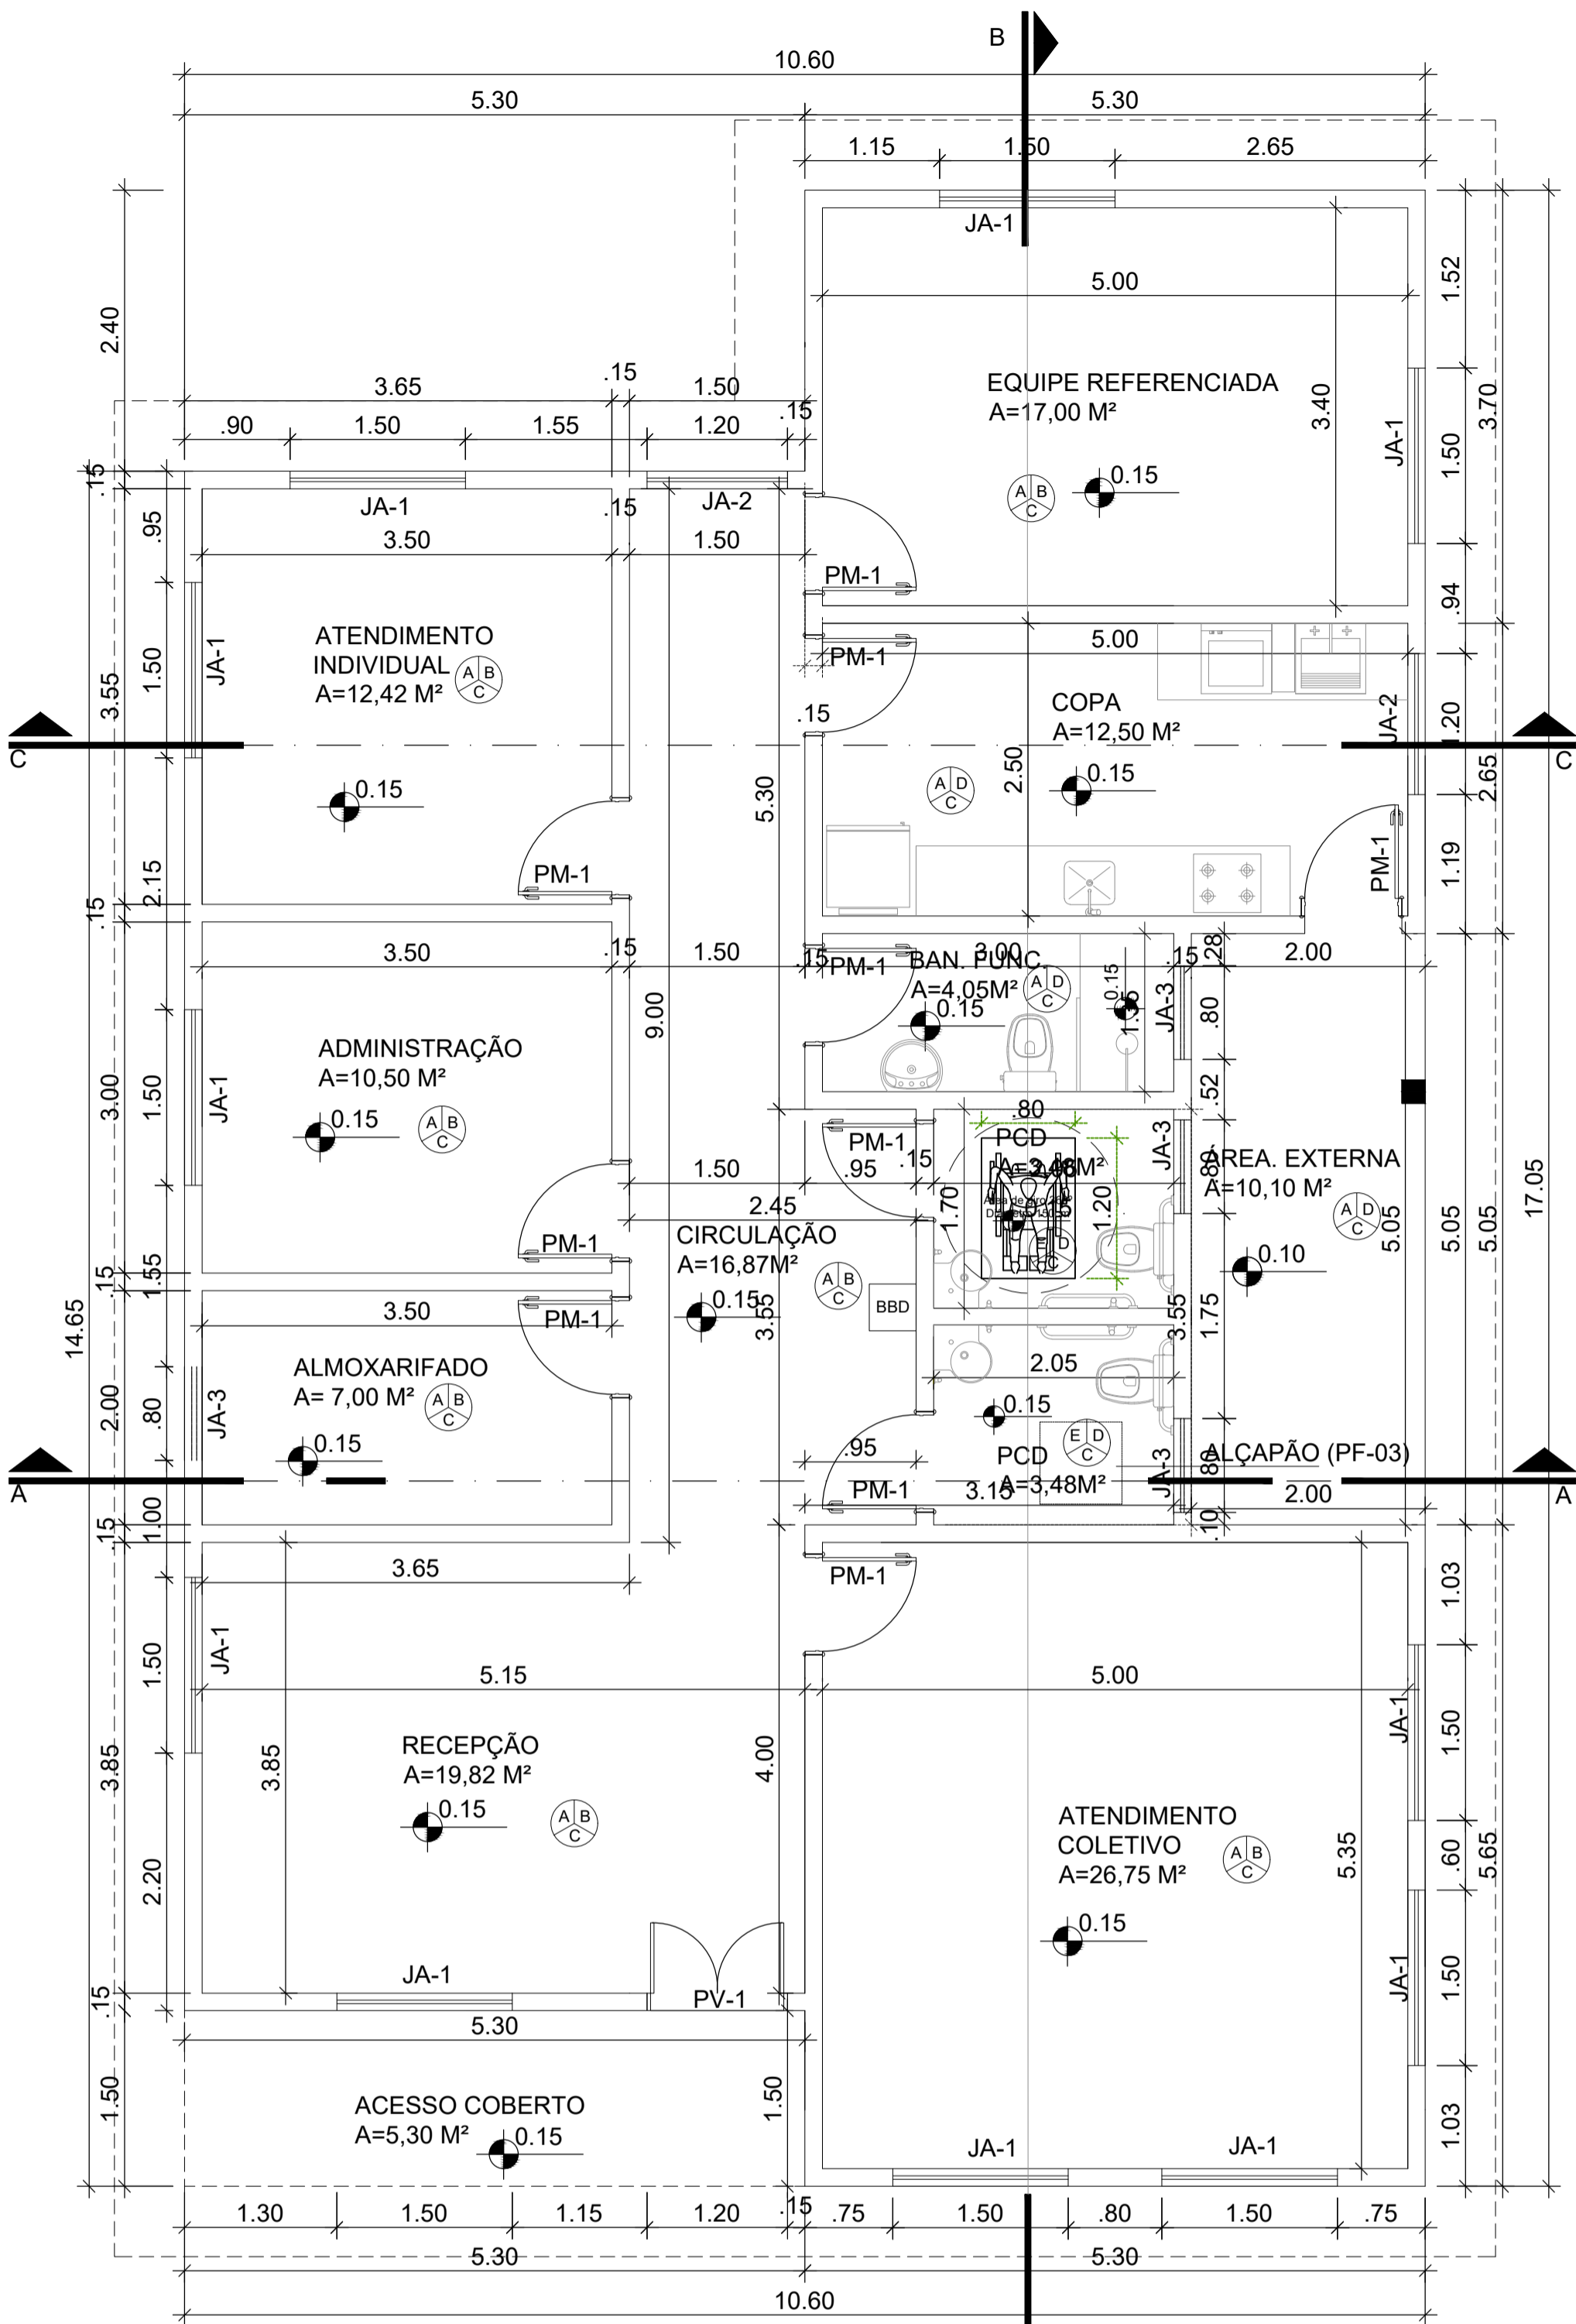 B
10.60
5.30 5.30
1.15 1.50 2.65
JA-1
5.00
1.52
2.40
3.65 .15 1.50
.90 1.50 1.55 1.20 .15
EQUIPE REFERENCIADA
A=17,00 M²
3.40 JA-1 1.50 3.70
A B C 0.15
.15 .95 JA-1 .15 JA-2
3.50 1.50
PM-1
.94
ATENDIMENTO
INDIVIDUAL
A=12,42 M²
A B C
3.55 1.50 JA-1
PM-1 5.00
.15
COPA
A=12,50 M²
JA-2 1.20
C C
2.50 2.65
0.15 5.30 A D C 0.15
2.15 PM-1 PM-1 1.19
.15
3.50 .15 1.50 .15 3.00 .15 .28 2.00
PM-1
BAN. FUNC.
A=4,05M²
A D C
0.15 0.15 1.35 JA-3 .80
9.00
ADMINISTRAÇÃO
A=10,50 M²
0.15 A B C
3.00 1.50 JA-1
.52
.80
PM-1
PCD
JA-3 .80
1.50 .95 .15
1.70 1.20
2.45
ÁREA. EXTERNA
A=10,10 M²
A D C
0.10
5.05 5.05 5.05 17.05
CIRCULAÇÃO
A=16,87M²
A B C
0.15 3.55
BBD
E D C
3.55 1.75
PM-1
.15 1.55
3.50 PM-1
14.65
ALMOXARIFADO
A= 7,00 M²
A B C
0.15
2.00 .80 JA-3
2.05
0.15
E D C
PCD
A=3,48M²
.95
PM-1 3.15
JA-3 .80
ALÇAPÃO (PF-03)
2.00
A A
.15 1.00 .10
3.65 PM-1
1.03
1.50 JA-1
5.15 5.00
JA-1 1.50
RECEPÇÃO
A=19,82 M²
0.15 A B C
3.85 3.85 4.00
ATENDIMENTO
COLETIVO
A=26,75 M²
A B C
0.15
5.35 .60 5.65
2.20
JA-1 PV-1
JA-1 1.50
.15
5.30
1.50 1.50
ACESSO COBERTO
A=5,30 M²
0.15
JA-1 JA-1
1.03
1.30 1.50 1.15 1.20 .15 .75 1.50 .80 1.50 .75
5.30 5.30
10.60